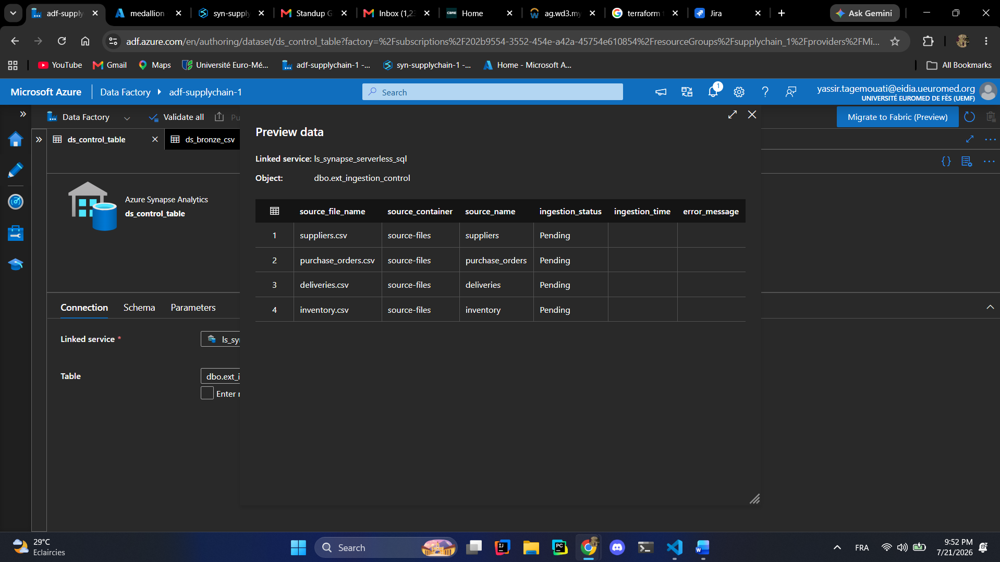 adf-supply
medallion
syn-supply
Standup G
Inbox (1,23
CBRE
Home
ag.wd3.my
terraform
Jira
Ask Gemini
adf.azure.com/en/authoring/dataset/ds_control_table?factory=%2Fsubscriptions%2F202b9554-3552-454e-a42a-45754e610854%2FresourceGroups%2Fsupplychain_1%2Fproviders%2FMi...
YouTube
Gmail
Maps
Université Euro-Mé...
adf-supplychain-1 -...
syn-supplychain-1 -...
Home - Microsoft A...
All Bookmarks
Microsoft Azure
Data Factory
adf-supplychain-1
Search
1
yassir.tagemouati@eidia.ueuromed.org
UNIVERSITÉ EUROMED DE FÈS (UEMF)
Data Factory
Validate all
Pu
Migrate to Fabric (Preview)
ds_control_table
ds_bronze_csv
Azure Synapse Analytics
ds_control_table
Connection
Schema
Parameters
Linked service *
ls_sy
Table
dbo.ext_i
Enter
Preview data
Linked service: ls_synapse_serverless_sql
Object: dbo.ext_ingestion_control
source_file_name source_container source_name ingestion_status ingestion_time error_message
1 suppliers.csv source-files suppliers Pending
2 purchase_orders.csv source-files purchase_orders Pending
3 deliveries.csv source-files deliveries Pending
4 inventory.csv source-files inventory Pending
29°C
Eclaircies
Search
FRA
9:52 PM
7/21/2026